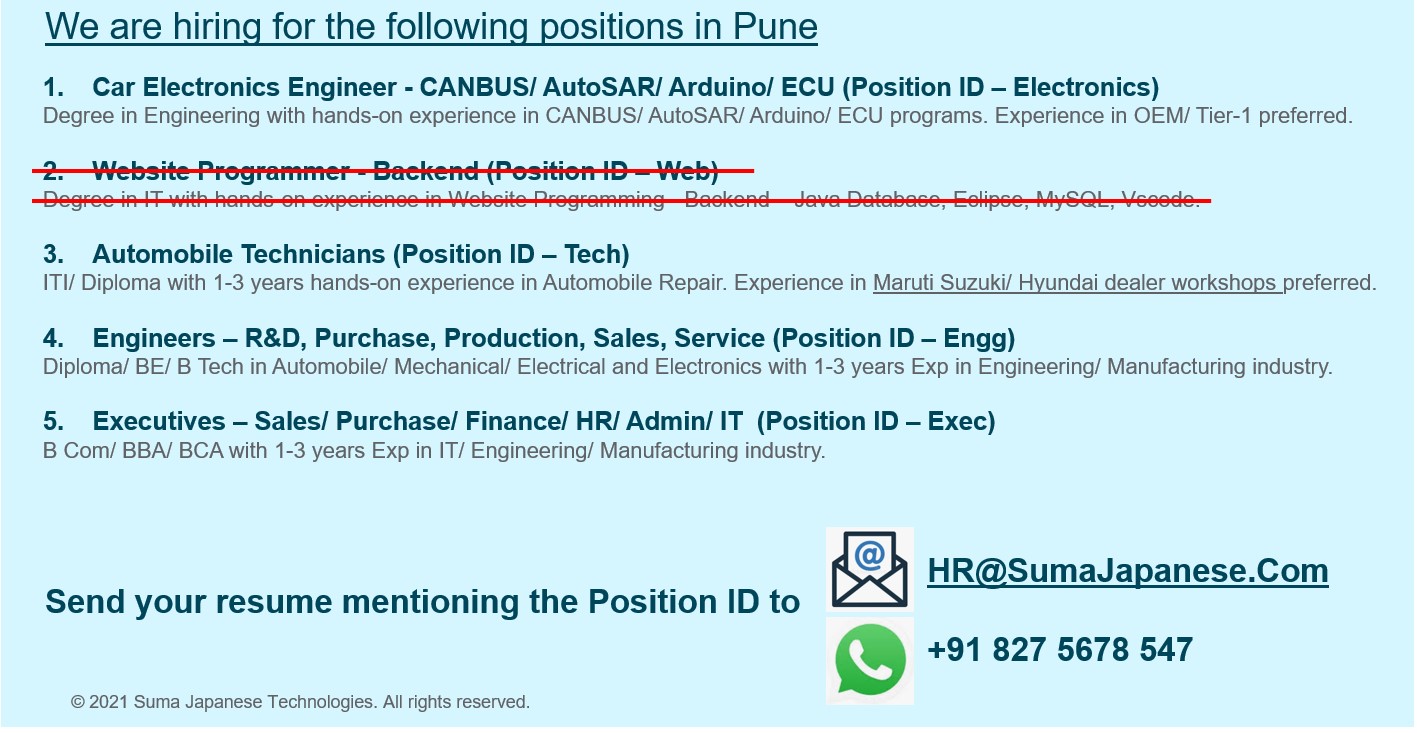 We are hiring for the following positions in Pune
1. Car Electronics Engineer - CANBUS/ AutoSAR/ Arduino/ ECU (Position ID – Electronics)
Degree in Engineering with hands-on experience in CANBUS/ AutoSAR/ Arduino/ ECU programs. Experience in OEM/ Tier-1 preferred.
2. Website Programmer - Backend (Position ID – Web)
Degree in IT with hands-on experience in Website Programming - Backend – Java Database, Eclipse, MySQL, Vscode.
3. Automobile Technicians (Position ID – Tech)
ITI/ Diploma with 1-3 years hands-on experience in Automobile Repair. Experience in Maruti Suzuki/ Hyundai dealer workshops preferred.
4. Engineers – R&D, Purchase, Production, Sales, Service (Position ID – Engg)
Diploma/ BE/ B Tech in Automobile/ Mechanical/ Electrical and Electronics with 1-3 years Exp in Engineering/ Manufacturing industry.
5. Executives – Sales/ Purchase/ Finance/ HR/ Admin/ IT (Position ID – Exec)
B Com/ BBA/ BCA with 1-3 years Exp in IT/ Engineering/ Manufacturing industry.
Send your resume mentioning the Position ID to
@
HR@SumaJapanese.Com
+91 827 5678 547
© 2021 Suma Japanese Technologies. All rights reserved.